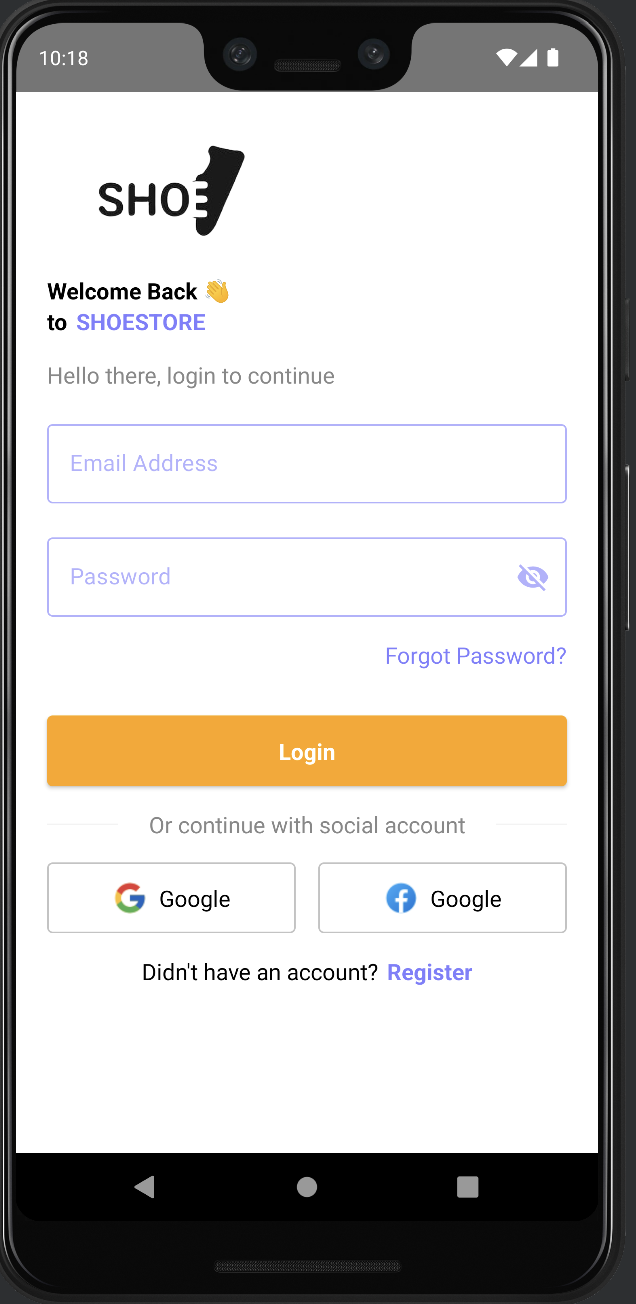 10:18
SHOE
Welcome Back 👋
to SHOESTORE
Hello there, login to continue
Email Address
Password
Forgot Password?
Login
Or continue with social account
Google
Google
Didn't have an account? Register